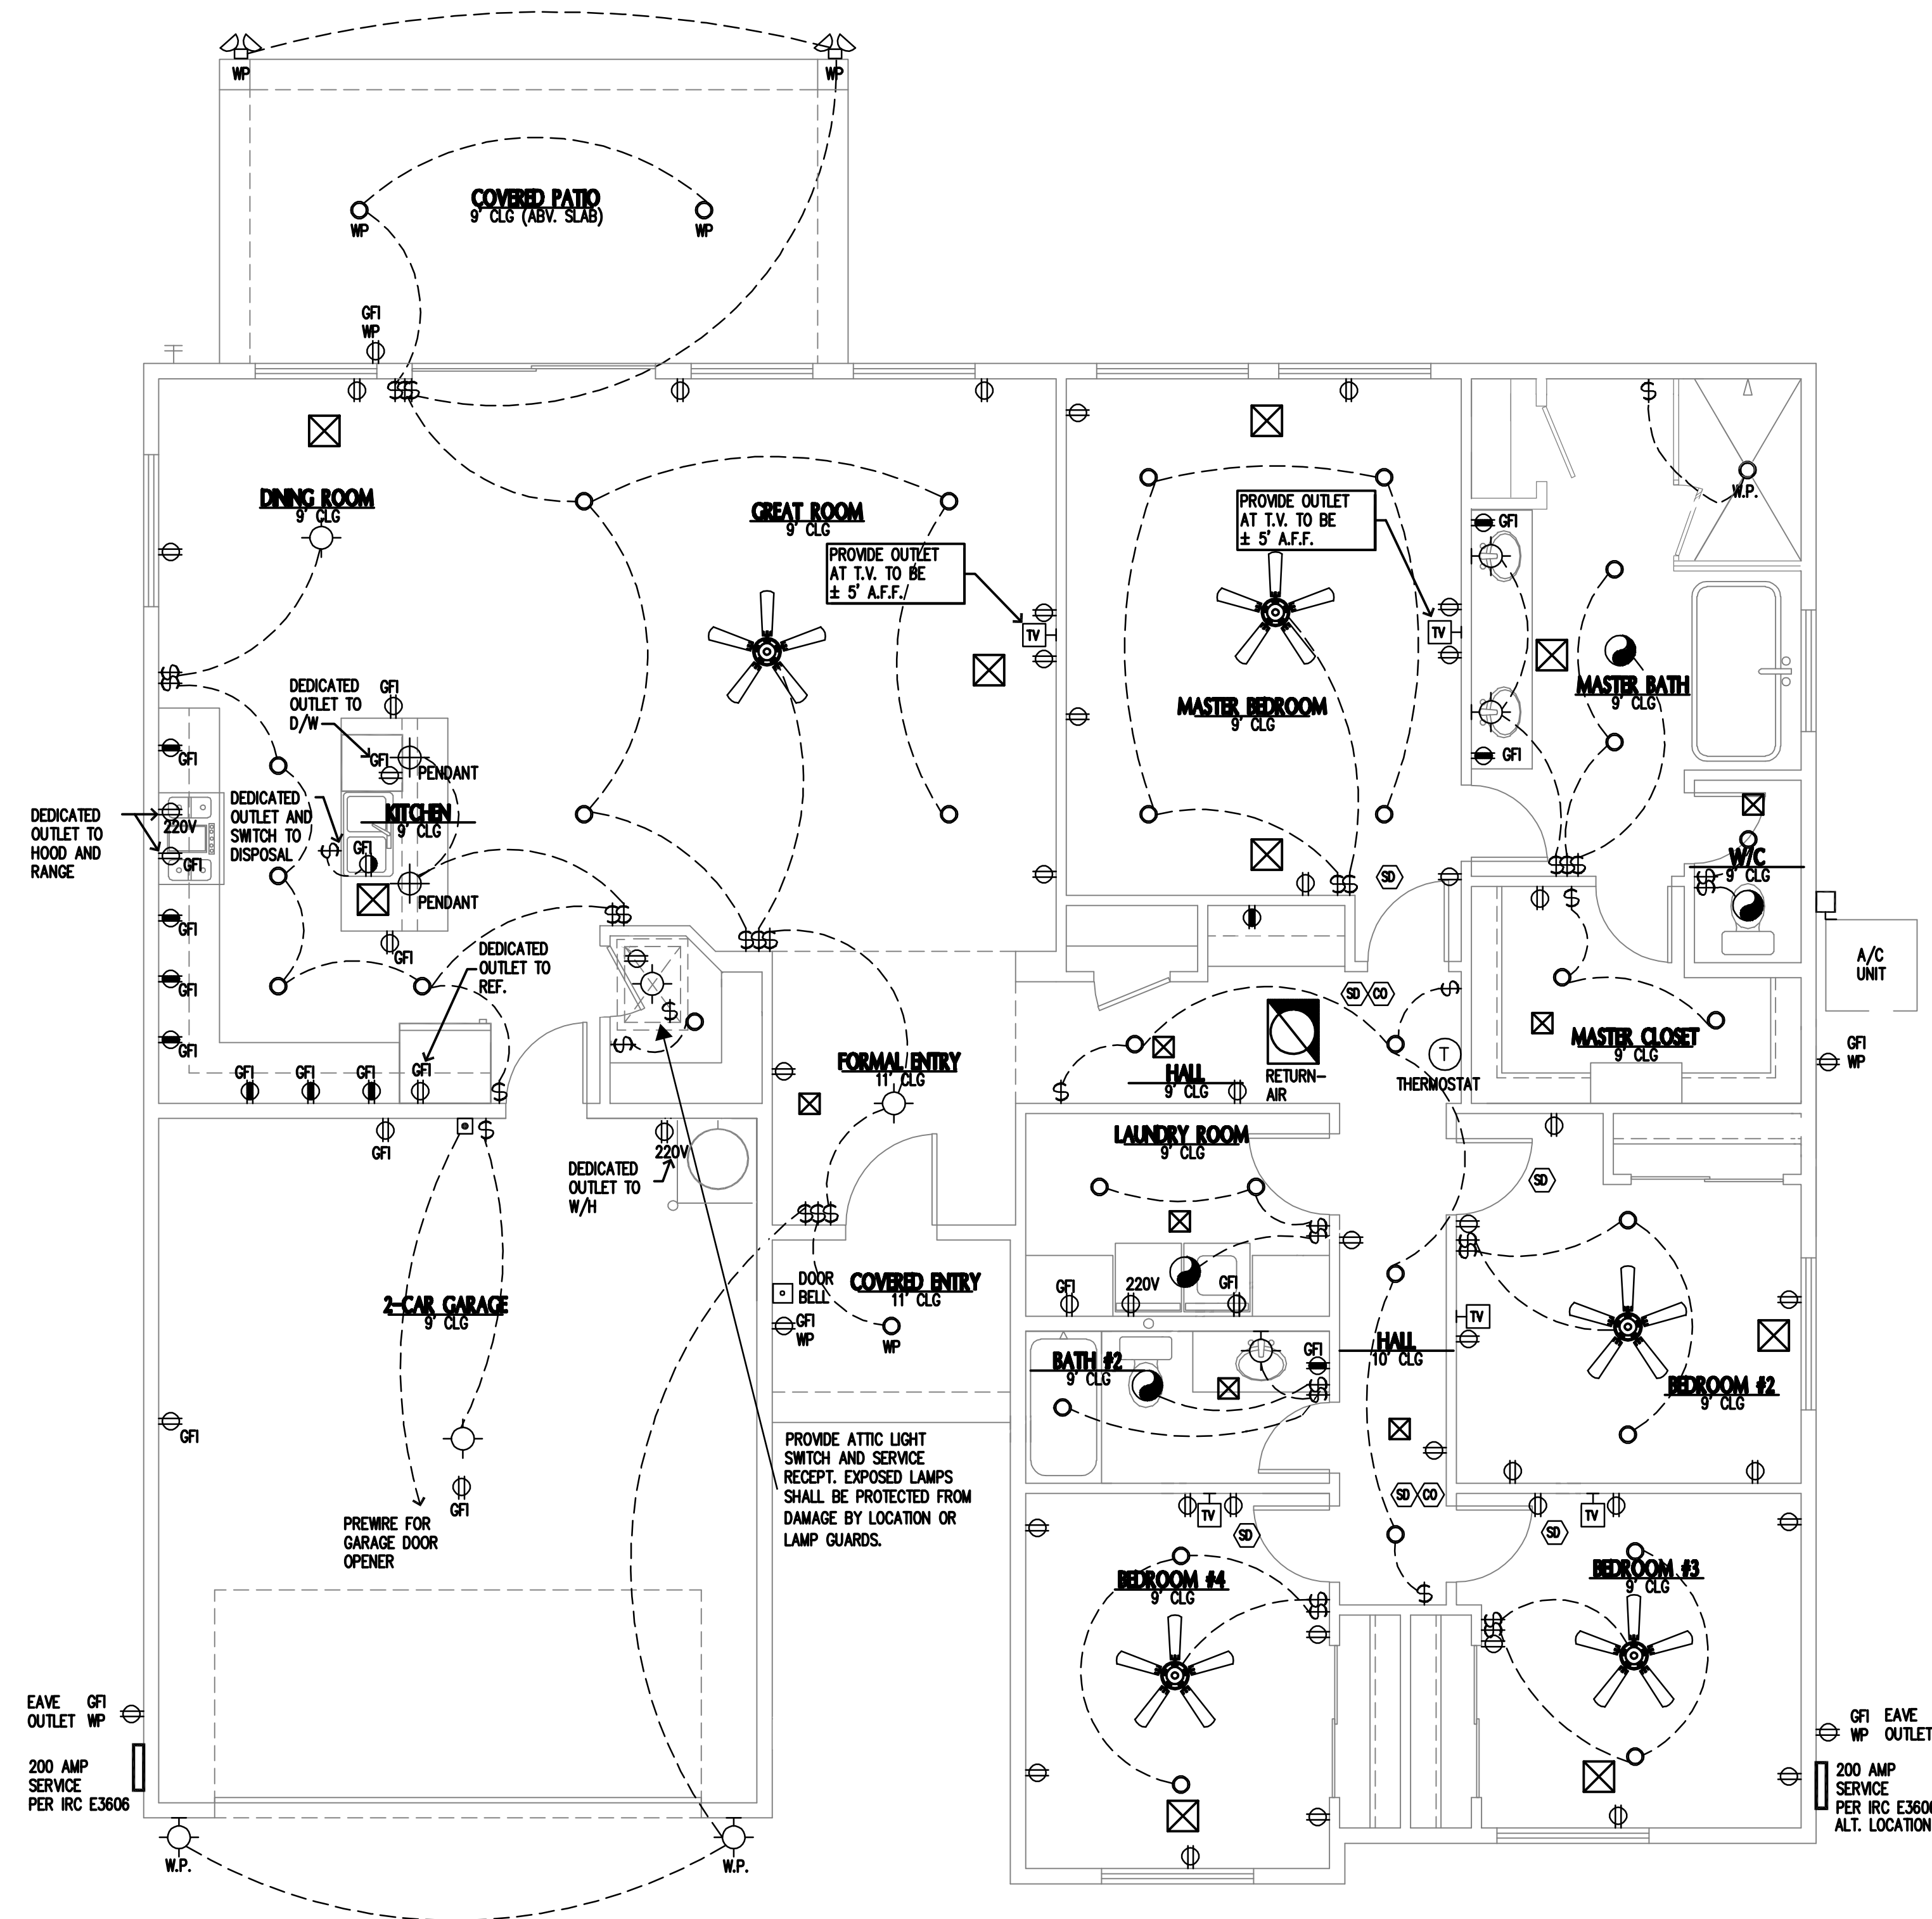 WP
WP
COVERED PATIO
9' CLG (ABV. SLAB)
WP
WP
GFI
WP
DINING ROOM
9' CLG
GREAT ROOM
9' CLG
PROVIDE OUTLET
AT T.V. TO BE
± 5' A.F.F.
TV
PROVIDE OUTLET
AT T.V. TO BE
± 5' A.F.F.
TV
MASTER BEDROOM
9' CLG
SD
W.P.
GFI
GFI
MASTER BATH
9' CLG
W/C
9' CLG
A/C
UNIT
GFI
WP
MASTER CLOSET
9' CLG
DEDICATED
OUTLET TO
D/W
GFI
GFI
PENDANT
KITCHEN
9' CLG
PENDANT
GFI
DEDICATED
OUTLET AND
SWITCH TO
DISPOSAL
GFI
DEDICATED
OUTLET TO
HOOD AND
RANGE
GFI
220V
GFI
GFI
GFI
GFI
DEDICATED
OUTLET TO
REF.
GFI
GFI
GFI
GFI
FORMAL ENTRY
11' CLG
HALL
9' CLG
RETURN-
AIR
SD CO
T
THERMOSTAT
LAUNDRY ROOM
9' CLG
GFI
220V
GFI
GFI
220V
DEDICATED
OUTLET TO
W/H
2-CAR GARAGE
9' CLG
GFI
GFI
PREWIRE FOR
GARAGE DOOR
OPENER
DOOR
BELL
GFI
WP
COVERED ENTRY
11' CLG
WP
PROVIDE ATTIC LIGHT
SWITCH AND SERVICE
RECEPT. EXPOSED LAMPS
SHALL BE PROTECTED FROM
DAMAGE BY LOCATION OR
LAMP GUARDS.
BATH #2
9' CLG
GFI
HALL
10' CLG
SD CO
SD
TV
BEDROOM #2
9' CLG
TV
SD
BEDROOM #4
9' CLG
SD
TV
BEDROOM #3
9' CLG
EAVE GFI
OUTLET WP
200 AMP
SERVICE
PER IRC E3606
W.P.
W.P.
GFI EAVE
WP OUTLET
200 AMP
SERVICE
PER IRC E3606
ALT. LOCATION